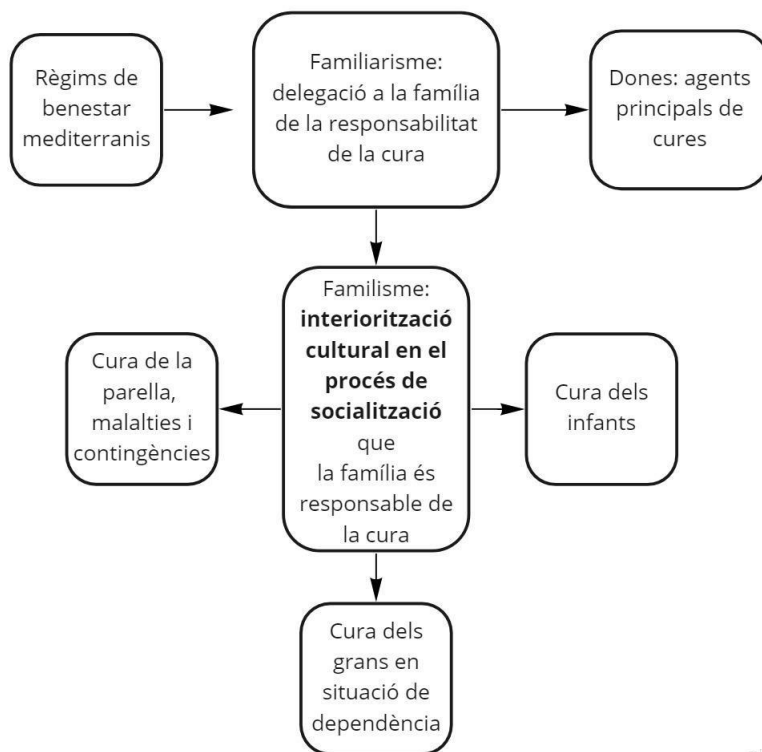 Règims de
benestar
mediterranis
Familiarisme:
delegació a la família
de la responsabilitat
de la cura
Dones: agents
principals de
cures
Familisme:
interiorització
cultural en el
procés de
socialització
que
la família és
responsable de
la cura
Cura de la
parella,
malalties i
contingències
Cura dels
infants
Cura dels
grans en
situació de
dependència